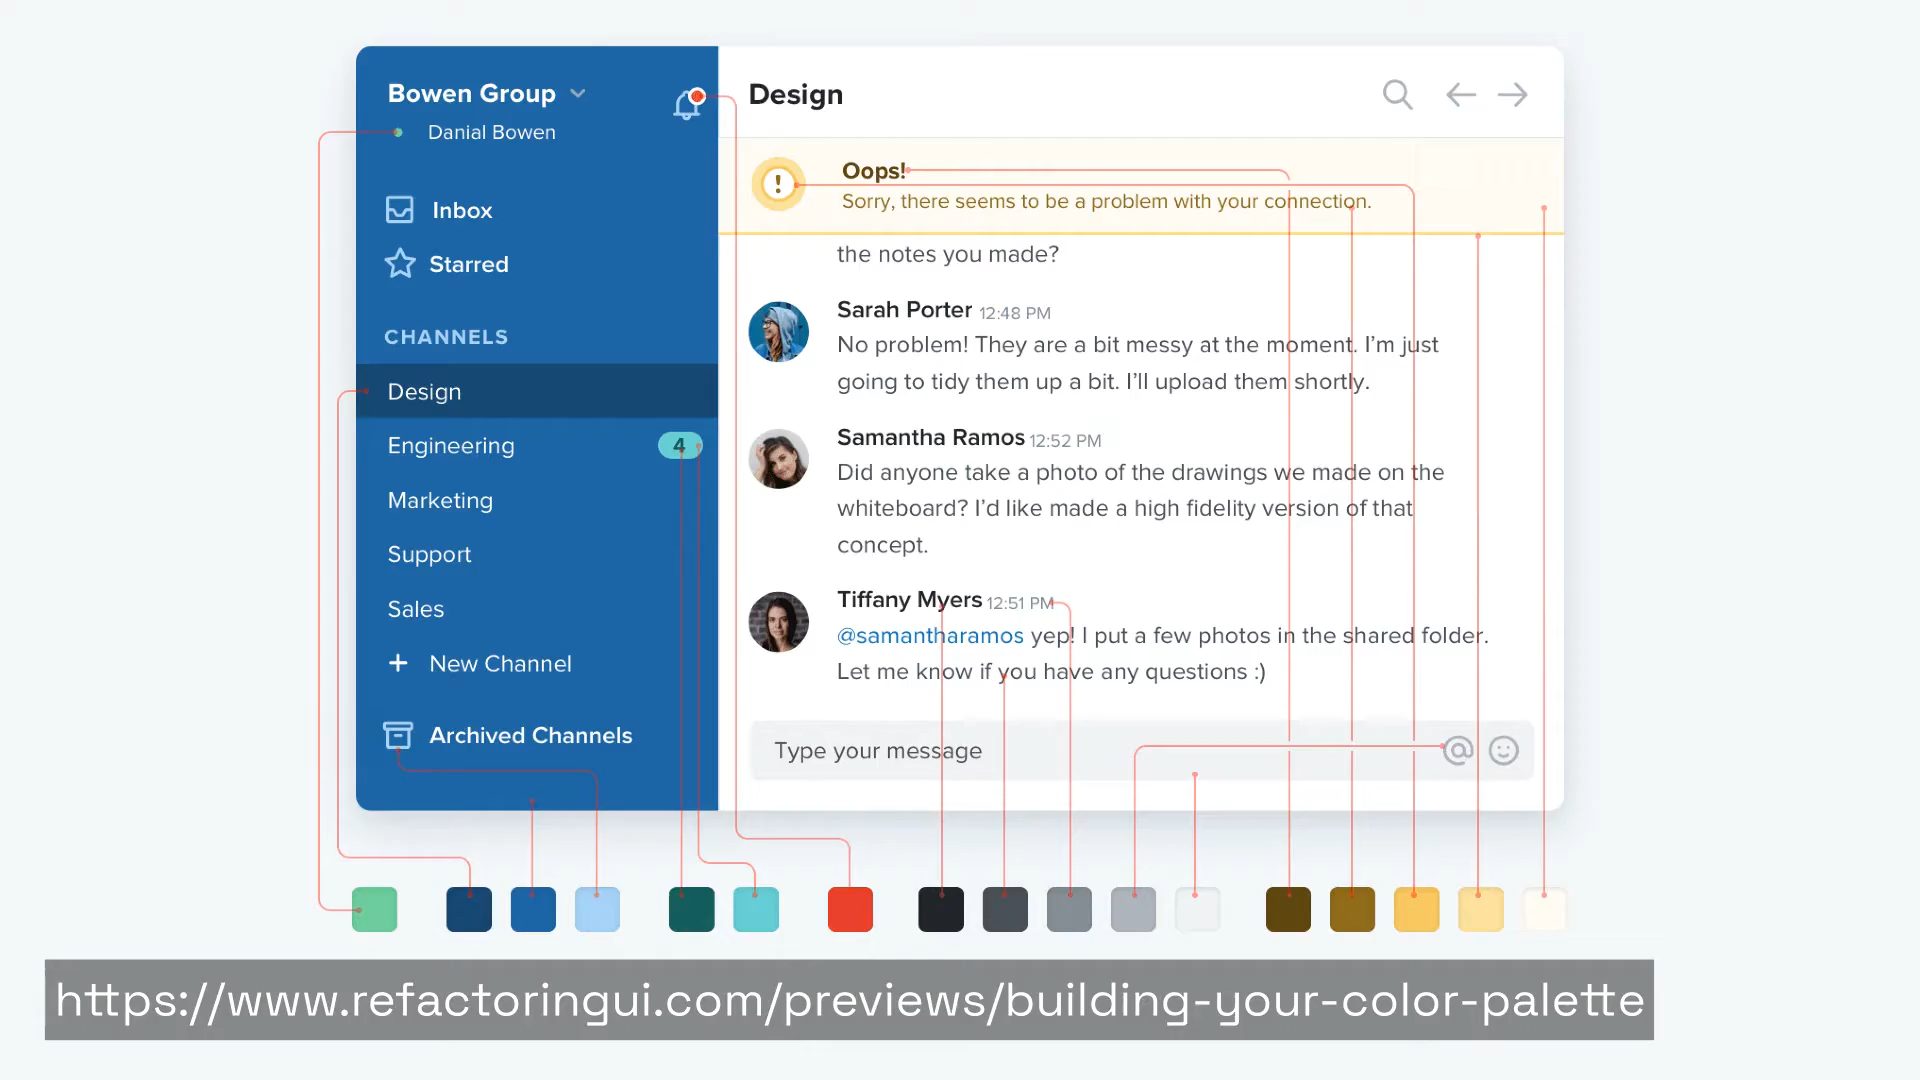 Bowen Group
Danial Bowen
Inbox
Starred
CHANNELS
Design
Engineering
4
Marketing
Support
Sales
+ New Channel
Archived Channels
Design
!
Oops!
Sorry, there seems to be a problem with your connection.
the notes you made?
Sarah Porter 12:48 PM
No problem! They are a bit messy at the moment. I’m just
going to tidy them up a bit. I’ll upload them shortly.
Samantha Ramos 12:52 PM
Did anyone take a photo of the drawings we made on the
whiteboard? I’d like made a high fidelity version of that
concept.
Tiffany Myers 12:51 PM
@samantharamos yep! I put a few photos in the shared folder.
Let me know if you have any questions :)
Type your message
@
https://www.refactoringui.com/previews/building-your-color-palette